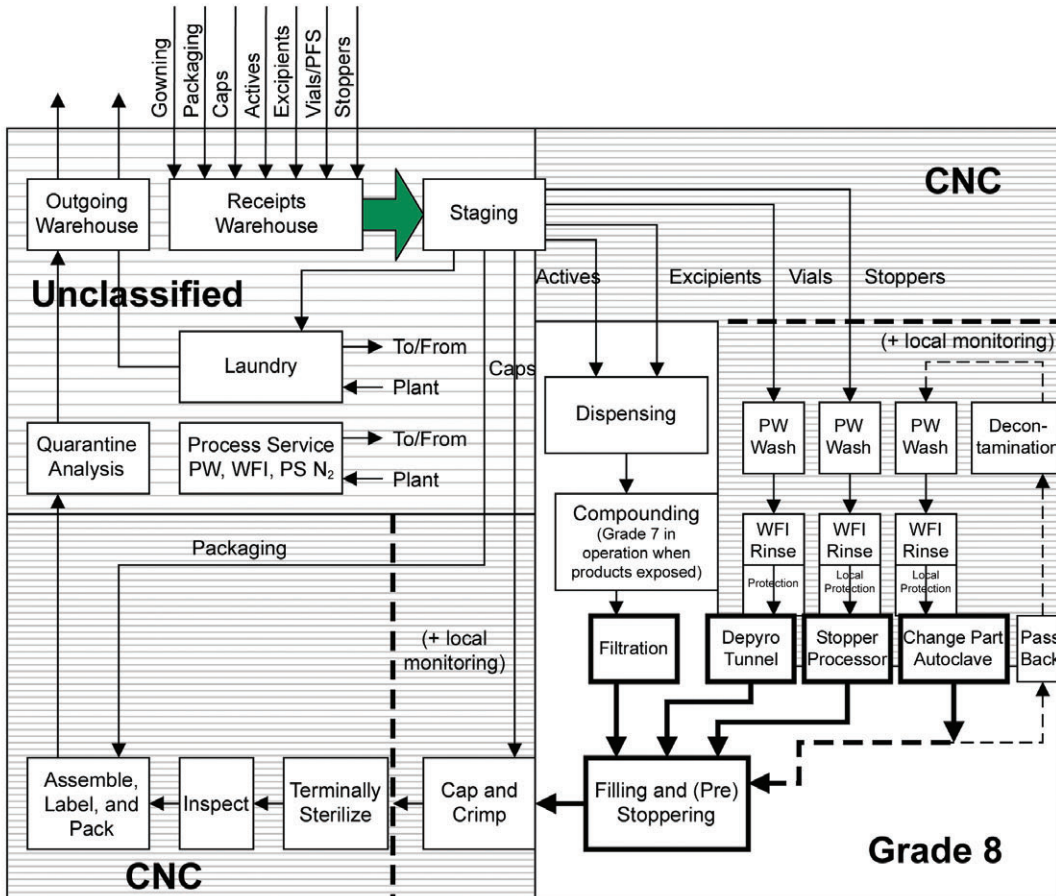 Gowning
Packaging
Caps
Actives
Excipients
Vials/PFS
Stoppers
Outgoing
Warehouse
Receipts
Warehouse
Staging
CNC
Unclassified
Actives
Excipients
Vials
Stoppers
Laundry
To/From
Plant
Caps
(+ local monitoring)
Dispensing
PW
Wash
PW
Wash
PW
Wash
Decon-
tamination
Quarantine
Analysis
Process Service
PW, WFI, PS N₂
To/From
Plant
Compounding
(Grade 7 in
operation when
products exposed)
WFI
Rinse
Protection
WFI
Rinse
Local
Protection
WFI
Rinse
Local
Protection
Packaging
(+ local
monitoring)
Filtration
Depyro
Tunnel
Stopper
Processor
Change Part
Autoclave
Pass
Back
Assemble,
Label, and
Pack
Inspect
Terminally
Sterilize
Cap and
Crimp
Filling and (Pre)
Stoppering
CNC
Grade 8